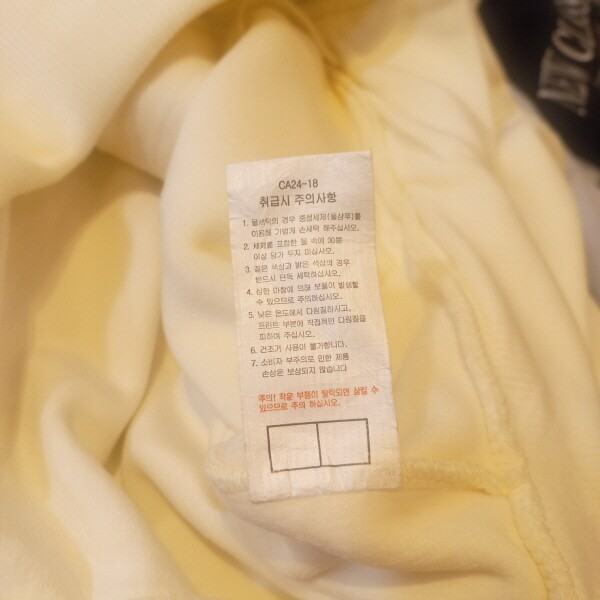 CA24-18
취급시 주의사항
1. 물세탁의 경우 중성세제(울샴푸)를
이용해 가볍게 손세탁 해주십시오.
2. 세제를 포함한 물 속에 30분
이상 담가 두지 마십시오.
3. 짙은 색상과 밝은 색상의 경우
반드시 단독 세탁하십시오.
4. 심한 마찰에 의해 보풀이 발생할
수 있으므로 주의하십시오.
5. 낮은 온도에서 다림질하시고,
프린트 부분에 직접적인 다림질을
피하여 주십시오.
6. 건조기 사용이 불가합니다.
7. 소비자 부주의로 인한 제품
손상은 보상되지 않습니다
주의! 작은 부품이 탈락되면 삼킬 수
있으므로 주의 하십시오.